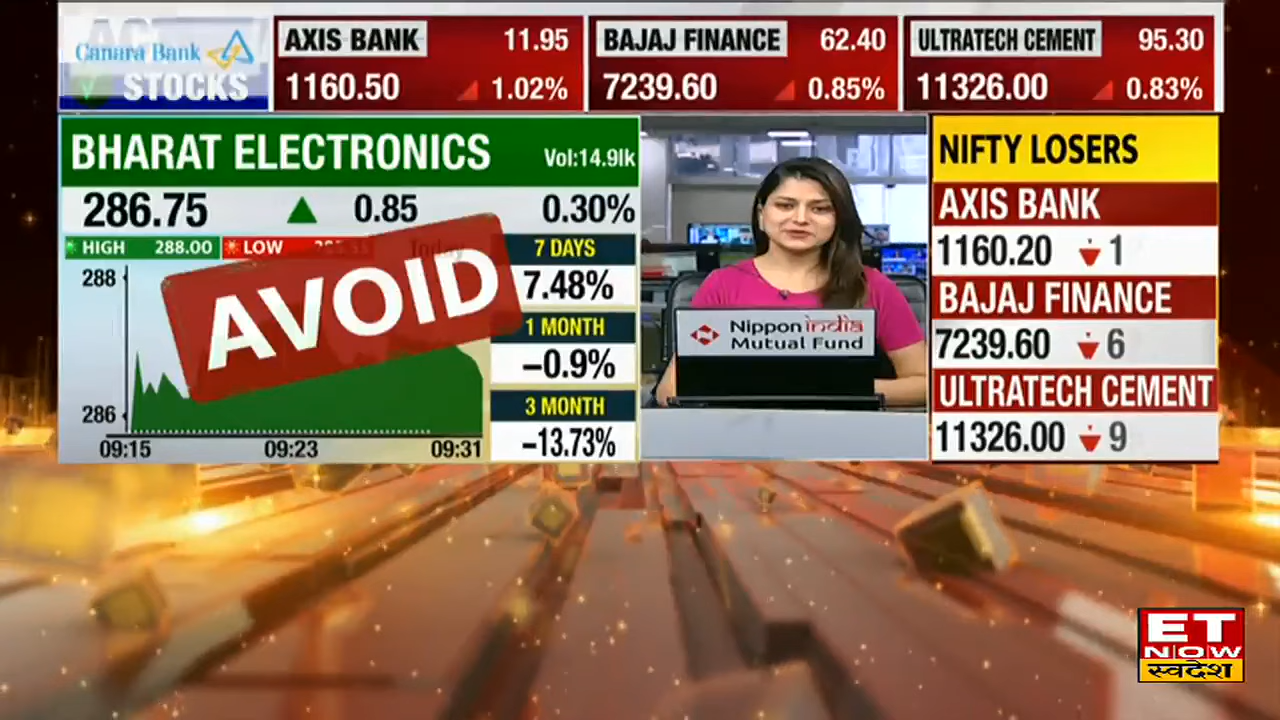 Canara Bank
STOCKS
AXIS BANK 11.95
1160.50 1.02%
BAJAJ FINANCE 62.40
7239.60 0.85%
ULTRATECH CEMENT 95.30
11326.00 0.83%
BHARAT ELECTRONICS Vol:14.9lk
286.75 0.85 0.30%
HIGH 288.00 LOW
Today
AVOID
288
286
09:15 09:23 09:31
7 DAYS
7.48%
1 MONTH
-0.9%
3 MONTH
-13.73%
Nippon india
Mutual Fund
NIFTY LOSERS
AXIS BANK
1160.20 1
BAJAJ FINANCE
7239.60 6
ULTRATECH CEMENT
11326.00 9
ET
NOW
स्वदेश